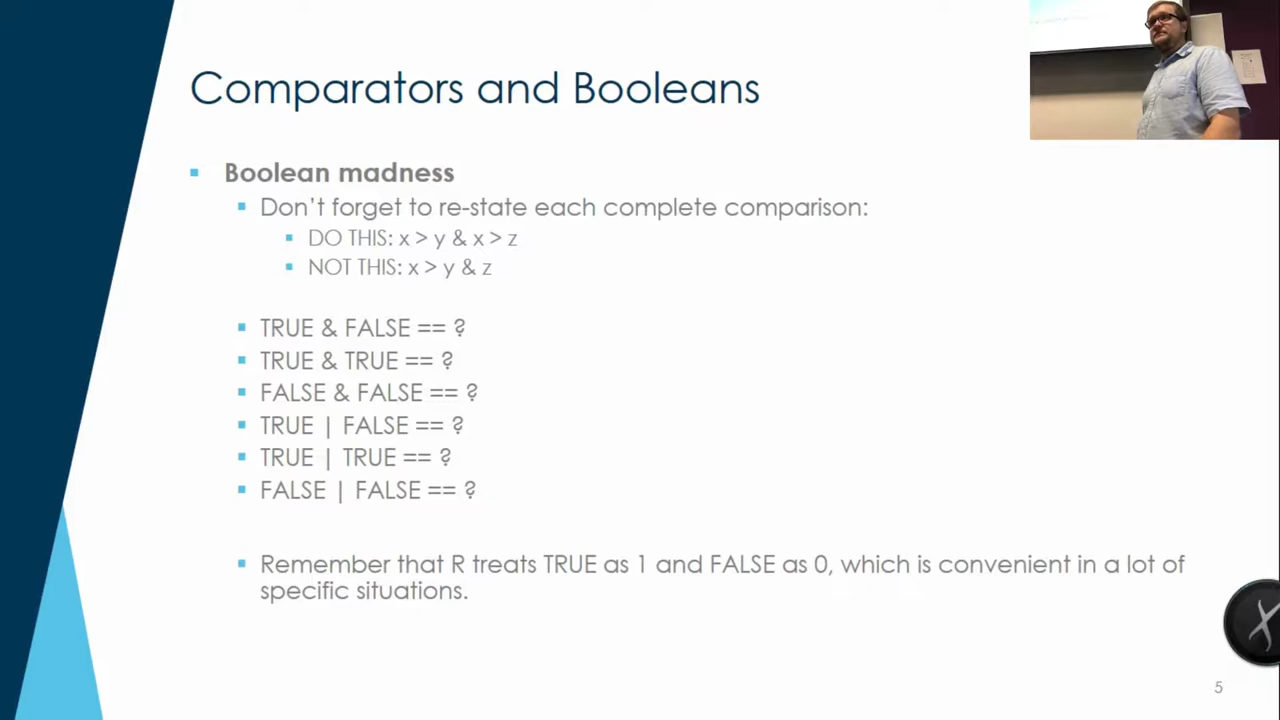 Comparators and Booleans
Boolean madness
Don't forget to re-state each complete comparison:
DO THIS: x > y & x > z
NOT THIS: x > y & z
TRUE & FALSE == ?
TRUE & TRUE == ?
FALSE & FALSE == ?
TRUE | FALSE == ?
TRUE | TRUE == ?
FALSE | FALSE == ?
Remember that R treats TRUE as 1 and FALSE as 0, which is convenient in a lot of
specific situations.
5